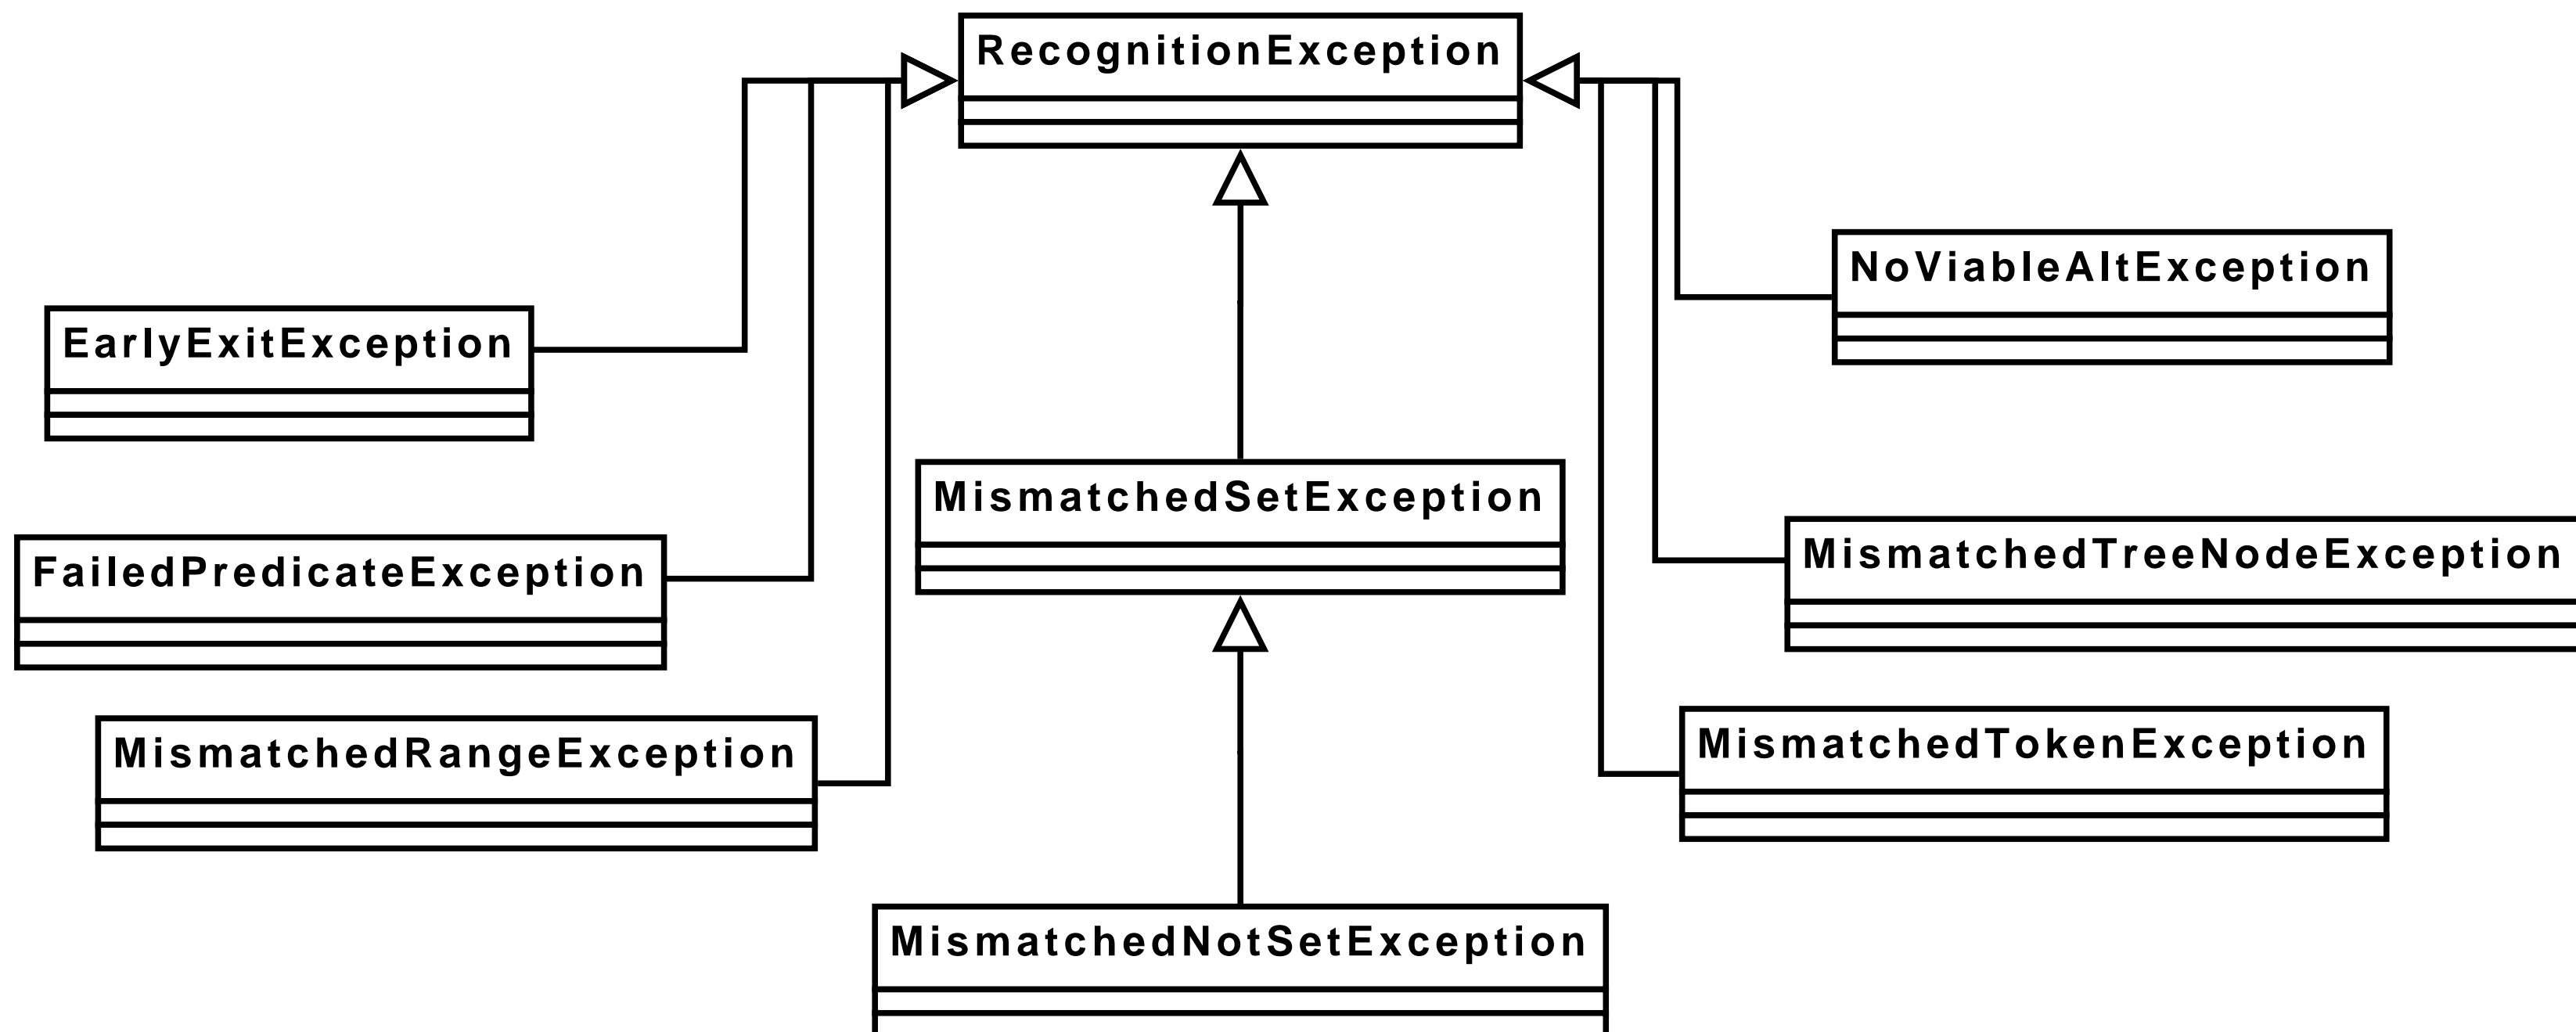 RecognitionException
NoViableAltException
EarlyExitException
MismatchedSetException
MismatchedTreeNodeException
FailedPredicateException
MismatchedRangeException
MismatchedTokenException
MismatchedNotSetException